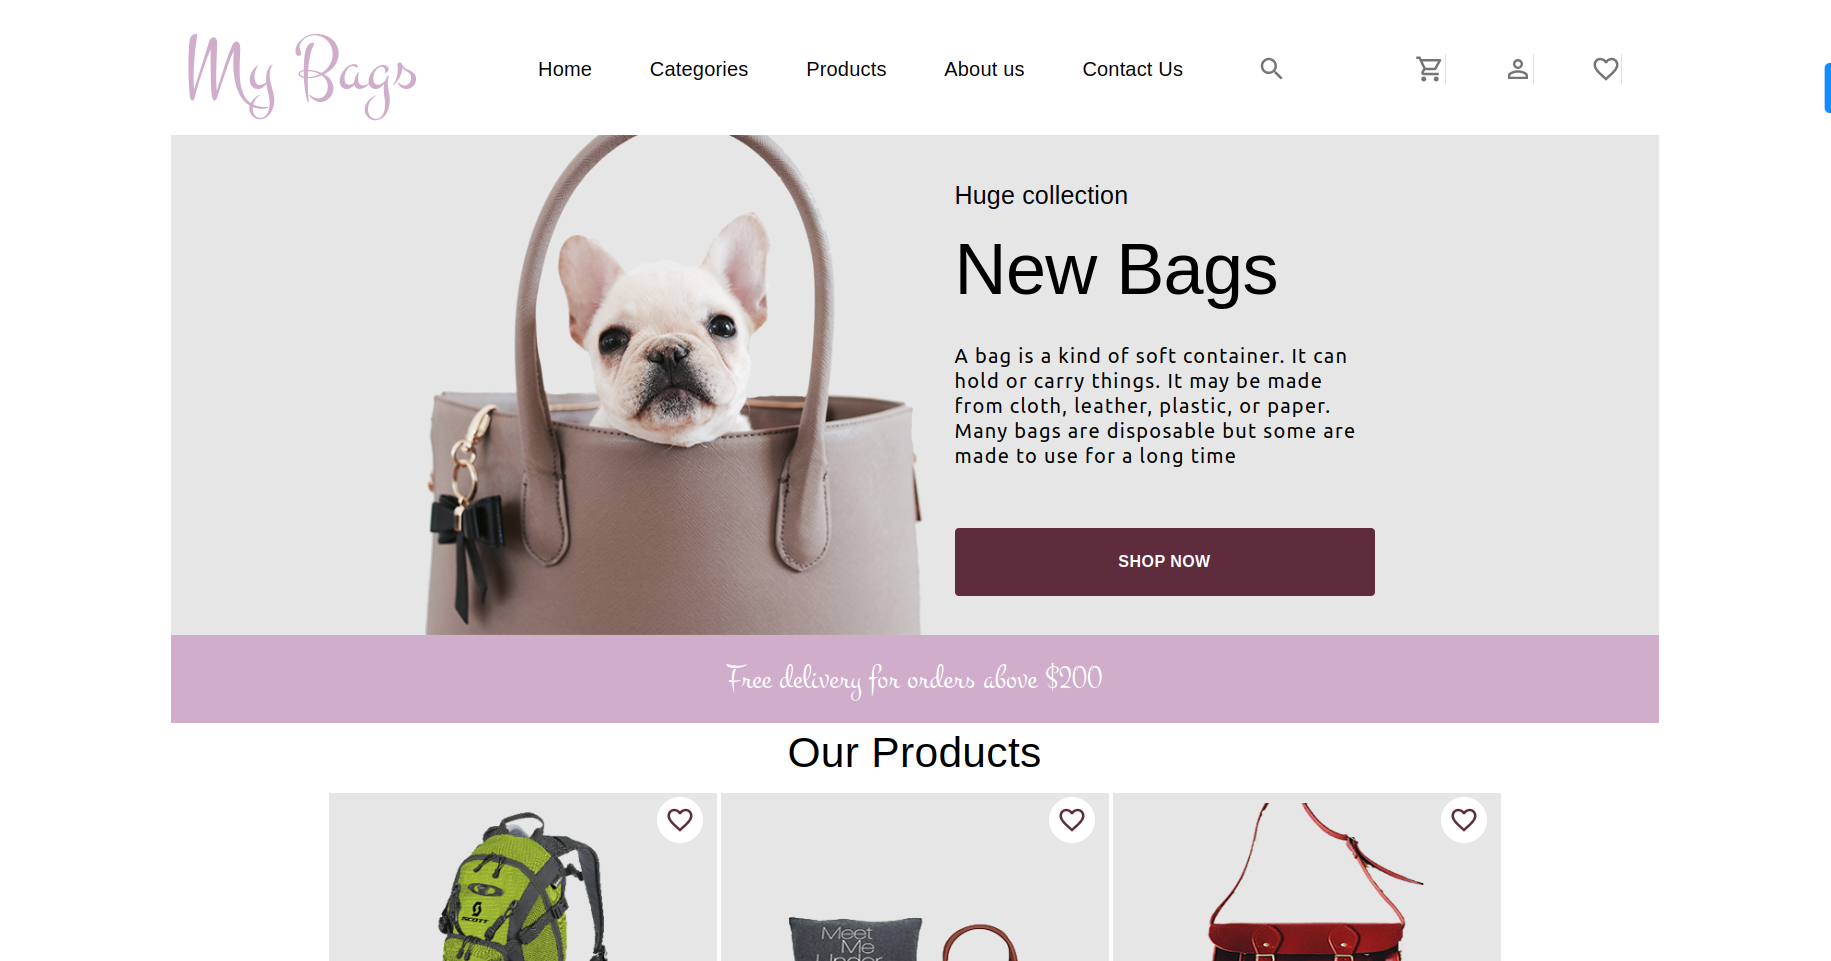 My Bags
Home
Categories
Products
About us
Contact Us
Huge collection
New Bags
A bag is a kind of soft container. It can
hold or carry things. It may be made
from cloth, leather, plastic, or paper.
Many bags are disposable but some are
made to use for a long time
SHOP NOW
Free delivery for orders above $200
Our Products
SCOTT
Meet
Me
Under